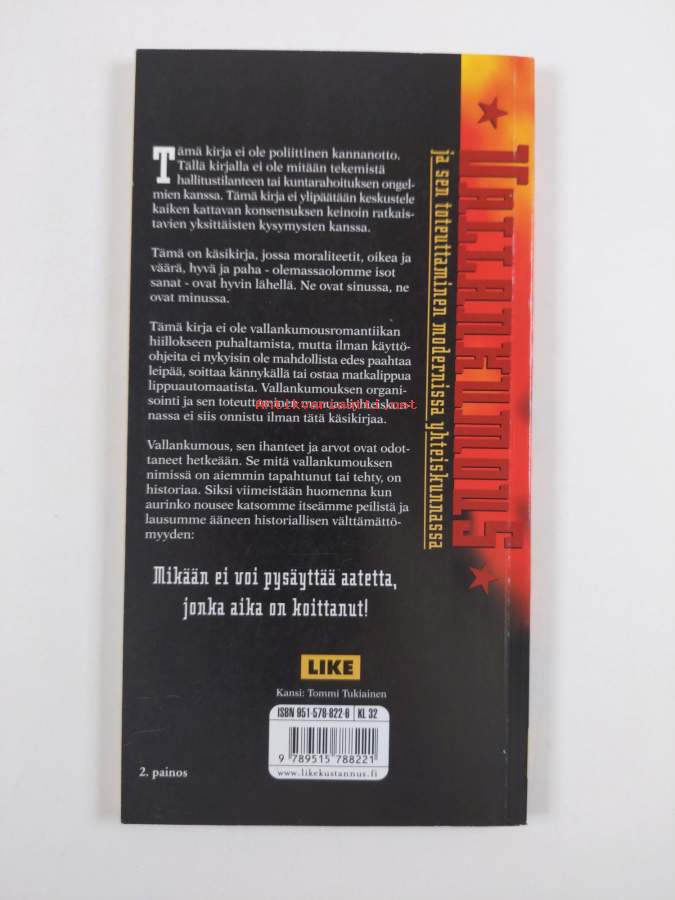 Tämä kirja ei ole poliittinen kannanotto.
Tällä kirjalla ei ole mitään tekemistä
hallitustilanteen tai kuntarahoituksen ongel-
mien kanssa. Tämä kirja ei ylipäätään keskustele
kaiken kattavan konsensuksen keinoin ratkais-
tavien yksittäisten kysymysten kanssa.
Tämä on käsikirja, jossa moraliteetit, oikea ja
väärä, hyvä ja paha - olemassaolomme isot
sanat - ovat hyvin lähellä. Ne ovat sinussa, ne
ovat minussa.
Tämä kirja ei ole vallankumousromantiikan
hiillokseen puhaltamista, mutta ilman käyttö-
ohjeita ei nykyisin ole mahdollista edes paahtaa
leipää, soittaa kännykällä tai ostaa matkalippua
lippuautomaatista. Vallankumouksen organi-
sointi ja sen toteuttaminen manuaaliyhteiskun-
nassa ei siis onnistu ilman tätä käsikirjaa.
Antikvariaatti.net
Vallankumous, sen ihanteet ja arvot ovat odot-
taneet hetkeään. Se mitä vallankumouksen
nimissä on aiemmin tapahtunut tai tehty, on
historiaa. Siksi viimeistään huomenna kun
aurinko nousee katsomme itseämme peilistä ja
lausumme ääneen historiallisen välttämättö-
myyden:
Mikään ei voi pysäyttää aatetta,
jonka aika on koittanut!
LIKE
Kansi: Tommi Tukiainen
ISBN 951-578-822-8 KL 32
9 789515 788221
www.likekustannus.fi
2. painos
Vallankumous
ja sen toteuttaminen modernissa yhteiskunnassa